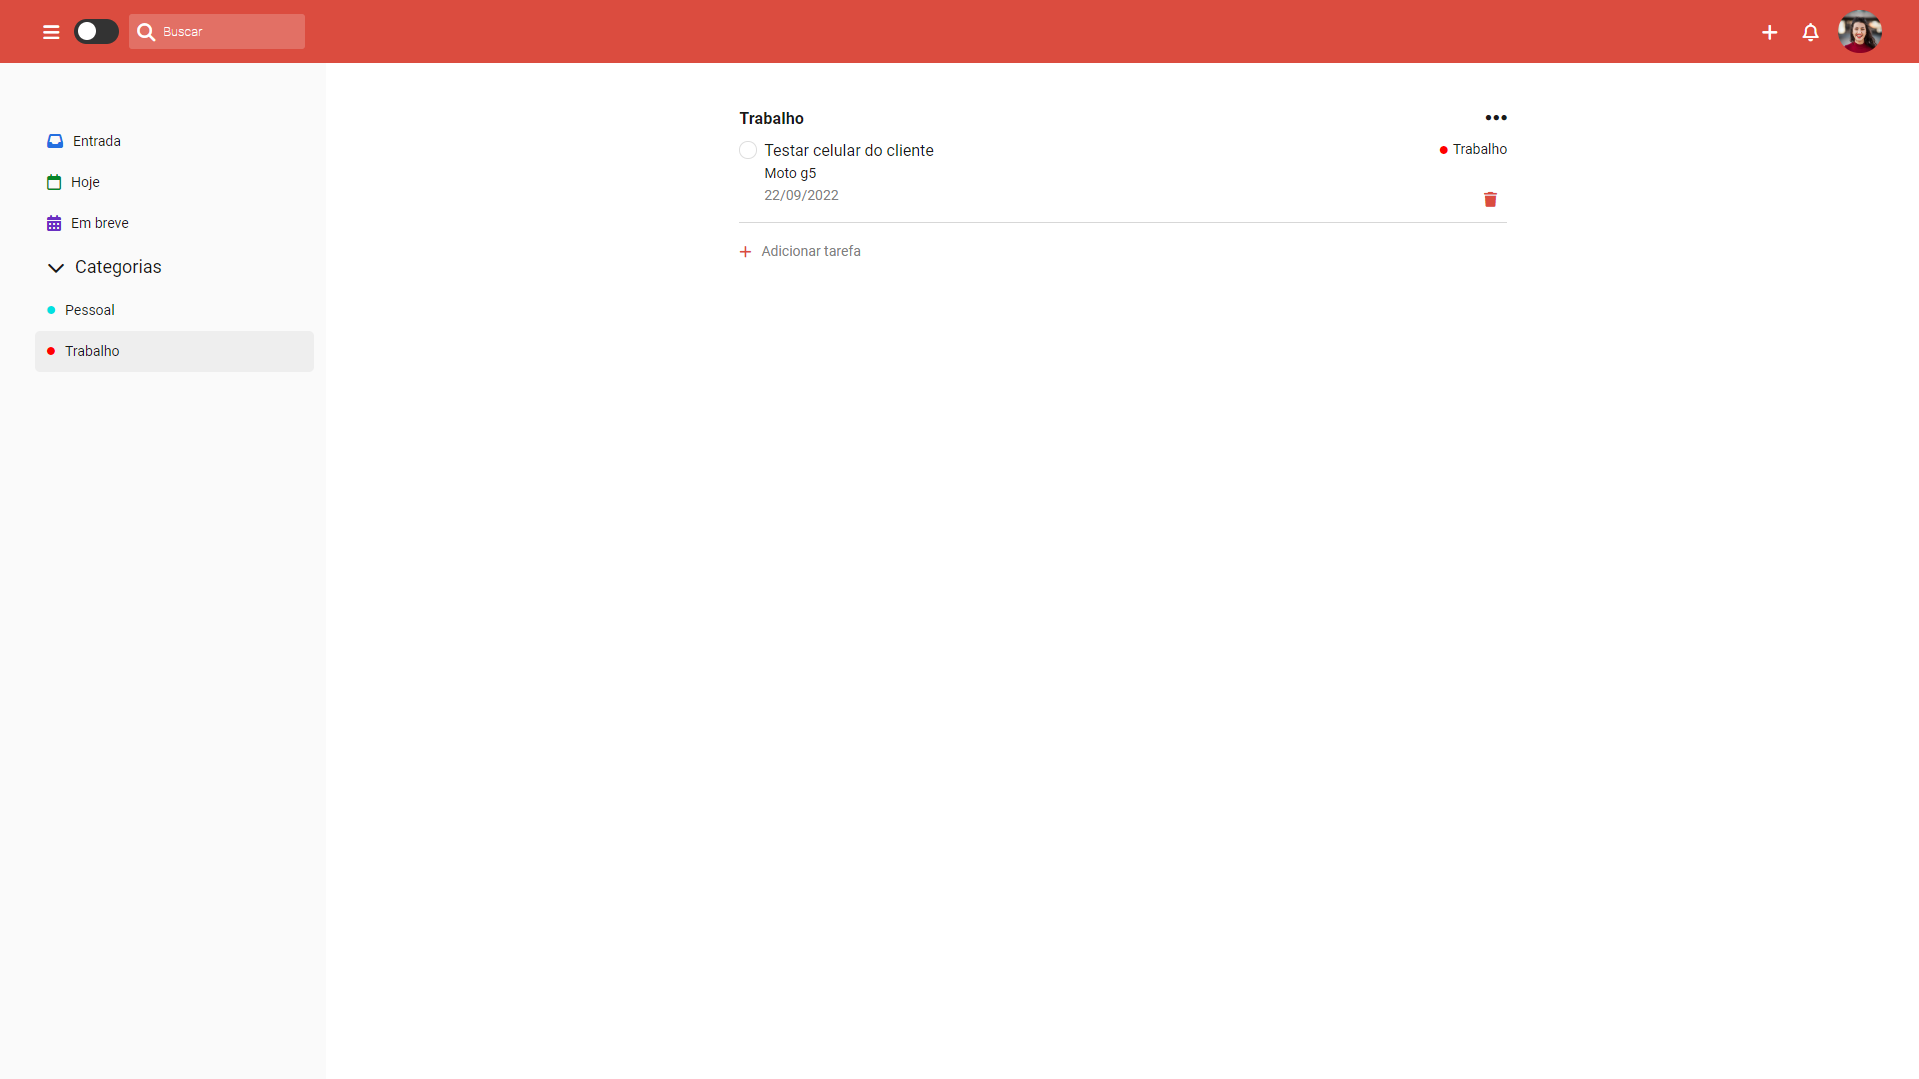 Buscar
Entrada
Hoje
Em breve
Categorias
Pessoal
Trabalho
Trabalho
Testar celular do cliente
Trabalho
Moto g5
22/09/2022
Adicionar tarefa